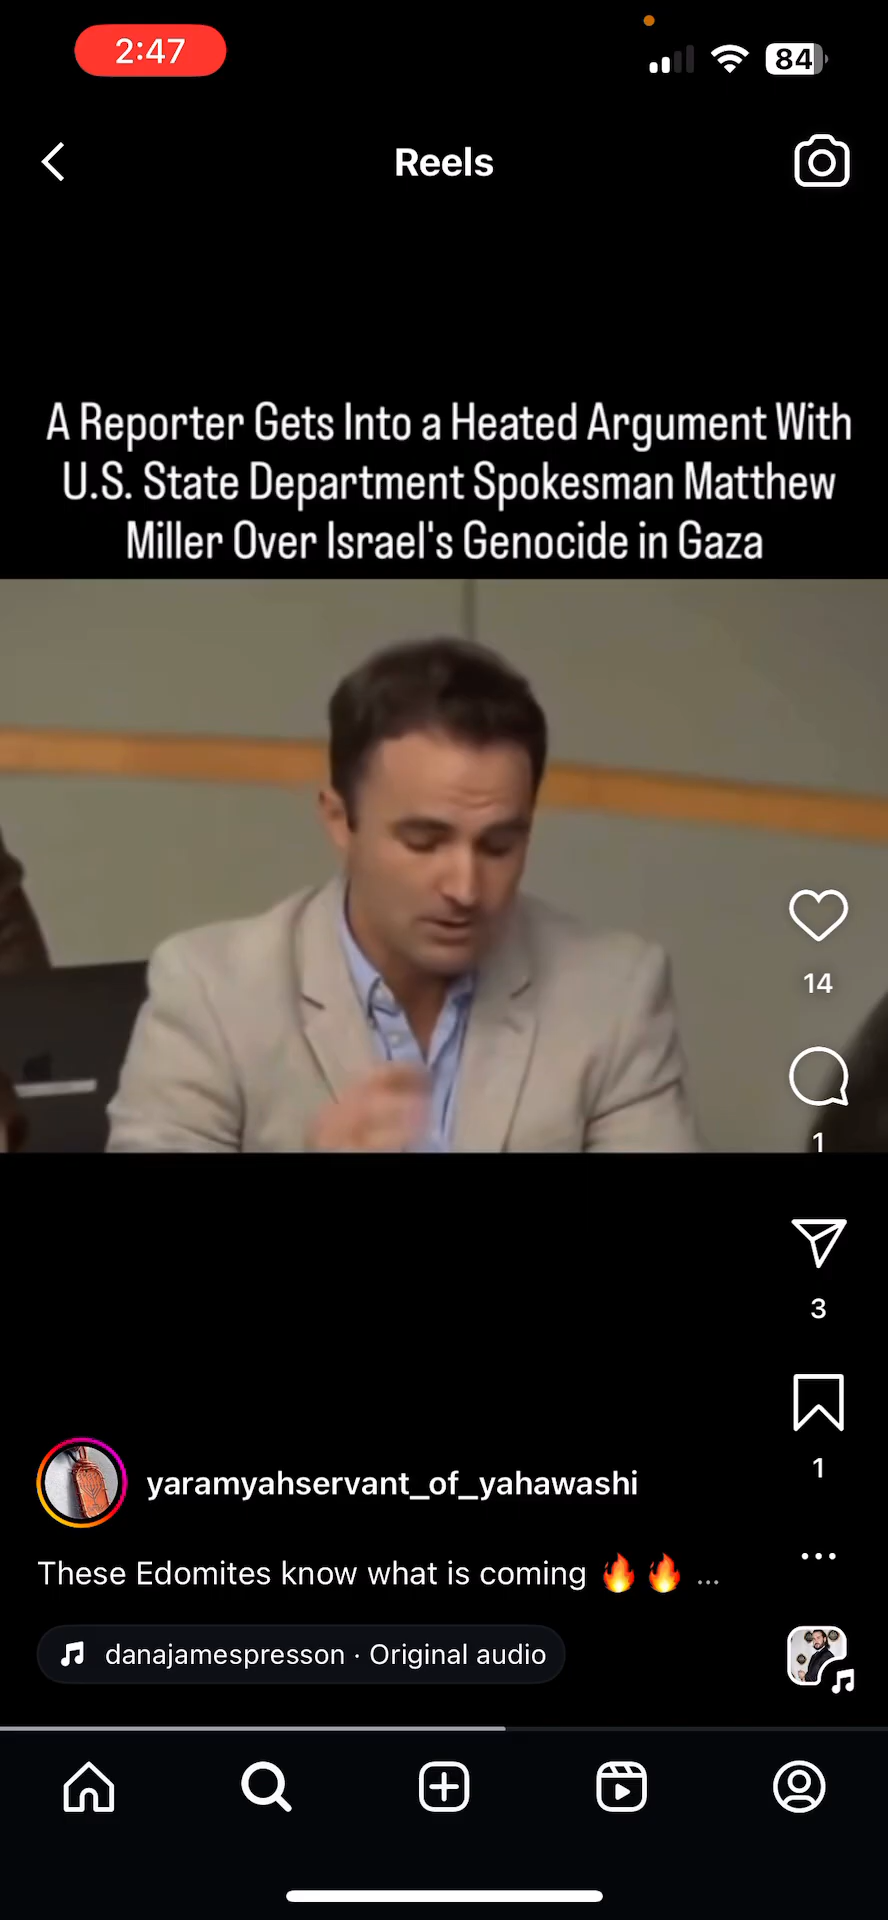 2:47
84
Reels
A Reporter Gets Into a Heated Argument With
U.S. State Department Spokesman Matthew
Miller Over Israel's Genocide in Gaza
14
1
3
1
yaramyahservant_of_yahawashi
These Edomites know what is coming 🔥🔥 ...
danajamespresson · Original audio